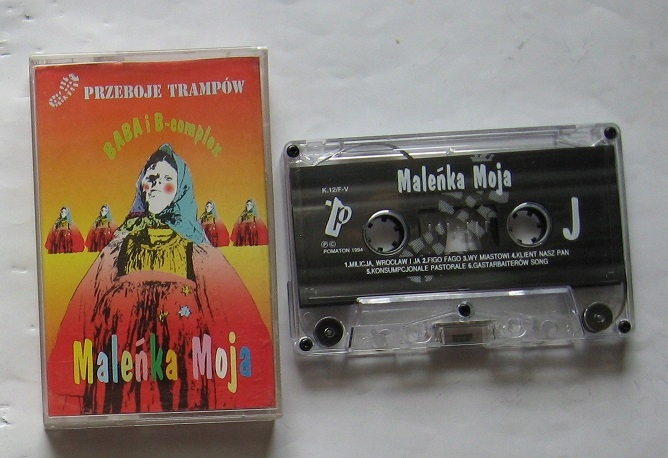 PRZEBOJE TRAMPÓW
BABA i B-complex
Maleńka Moja
K.12/F-V
Maleńka Moja
J
℗ ©
POMATON 1994
1.MILICJA, WROCŁAW I JA 2.FIGO FAGO 3.WY MIASTOWI 4.KLIENT NASZ PAN
5.KONSUMPCJONALE PASTORALE 6.GASTARBAITERÓW SONG